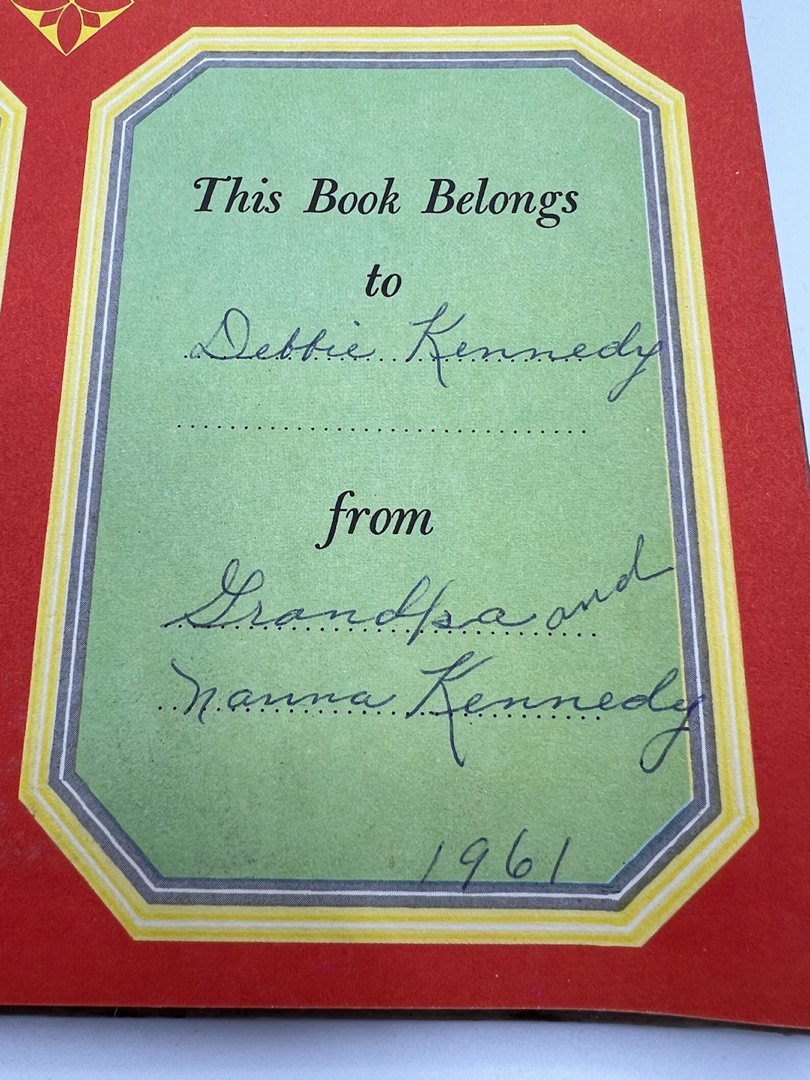 This Book Belongs
to
Debbie Kennedy
from
Grandpa and
Nanna Kennedy
1961